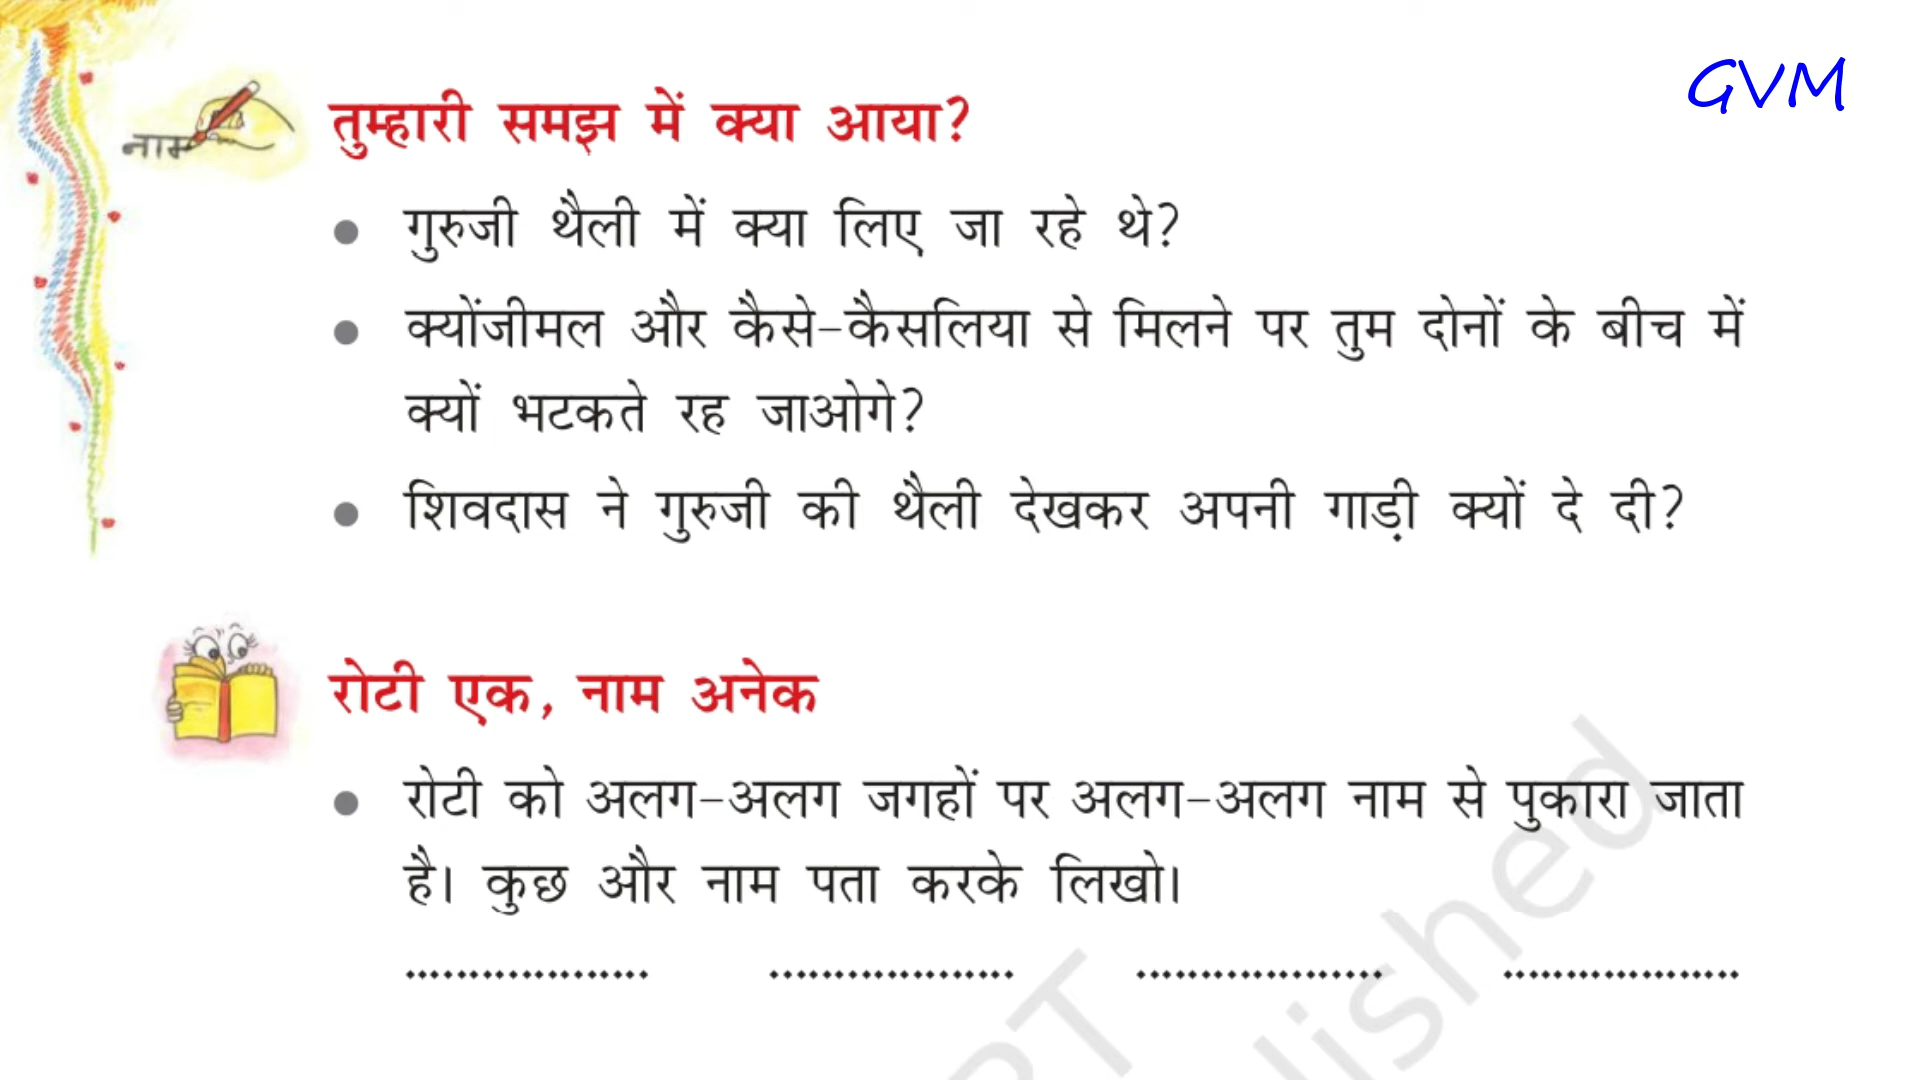 GVM
नाम
तुम्हारी समझ में क्या आया?
गुरुजी थैली में क्या लिए जा रहे थे?
क्योंजीमल और कैसे-कैसलिया से मिलने पर तुम दोनों के बीच में
क्यों भटकते रह जाओगे?
शिवदास ने गुरुजी की थैली देखकर अपनी गाड़ी क्यों दे दी?
रोटी एक, नाम अनेक
रोटी को अलग-अलग जगहों पर अलग-अलग नाम से पुकारा जाता
है। कुछ और नाम पता करके लिखो।
................... ................... ................... ...................